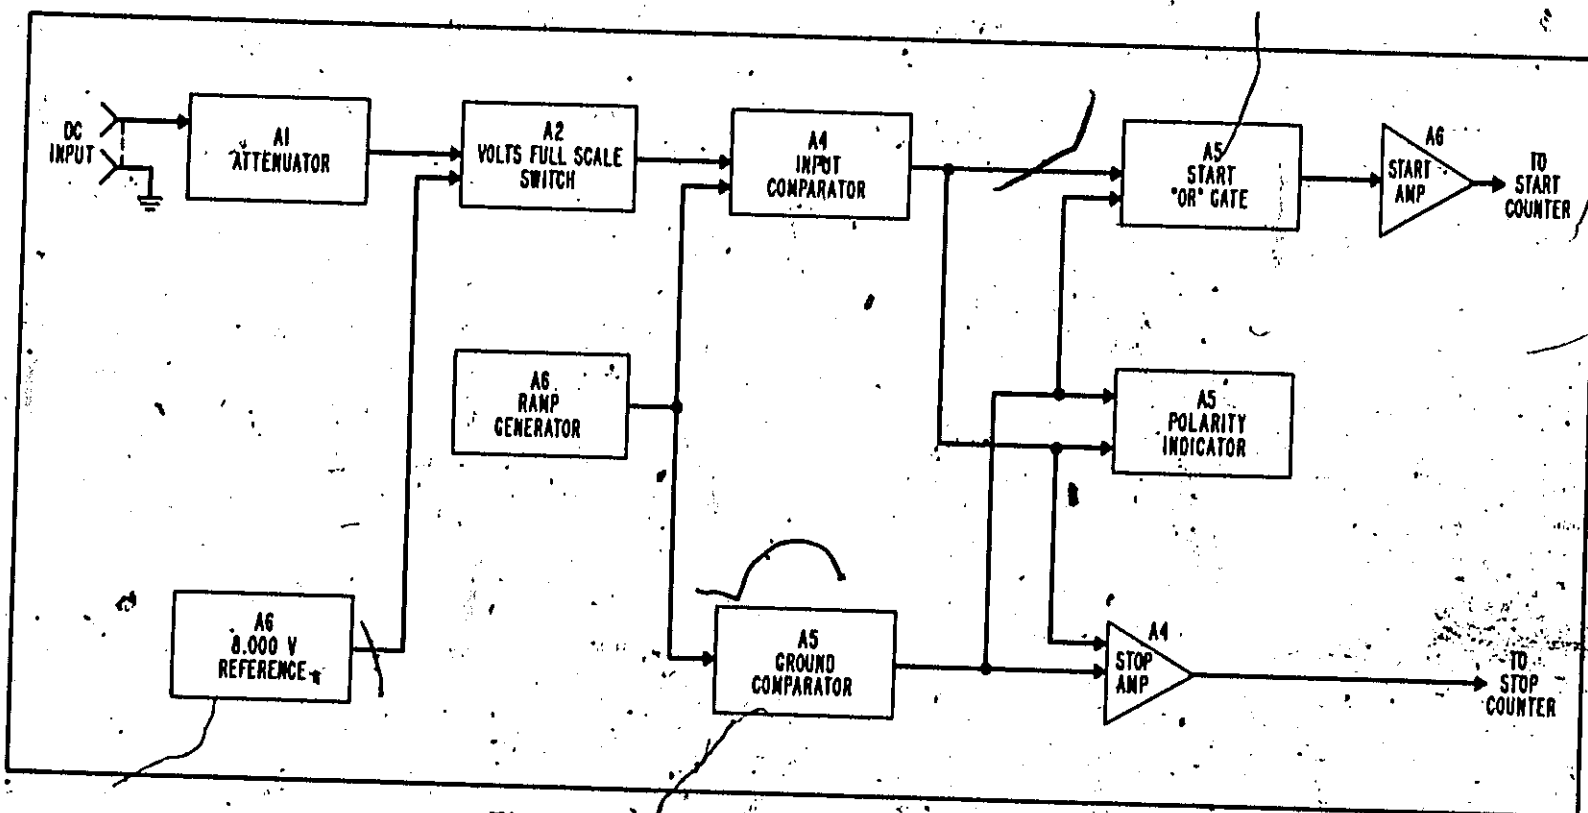 DC
INPUT
A1
ATTENUATOR
A2
VOLTS FULL SCALE
SWITCH
A4
INPUT
COMPARATOR
A5
START
"OR" GATE
A6
START
AMP
TO
START
COUNTER
A6
RAMP
GENERATOR
A5
POLARITY
INDICATOR
A6
8.000 V
REFERENCE
A5
GROUND
COMPARATOR
A4
STOP
AMP
TO
STOP
COUNTER